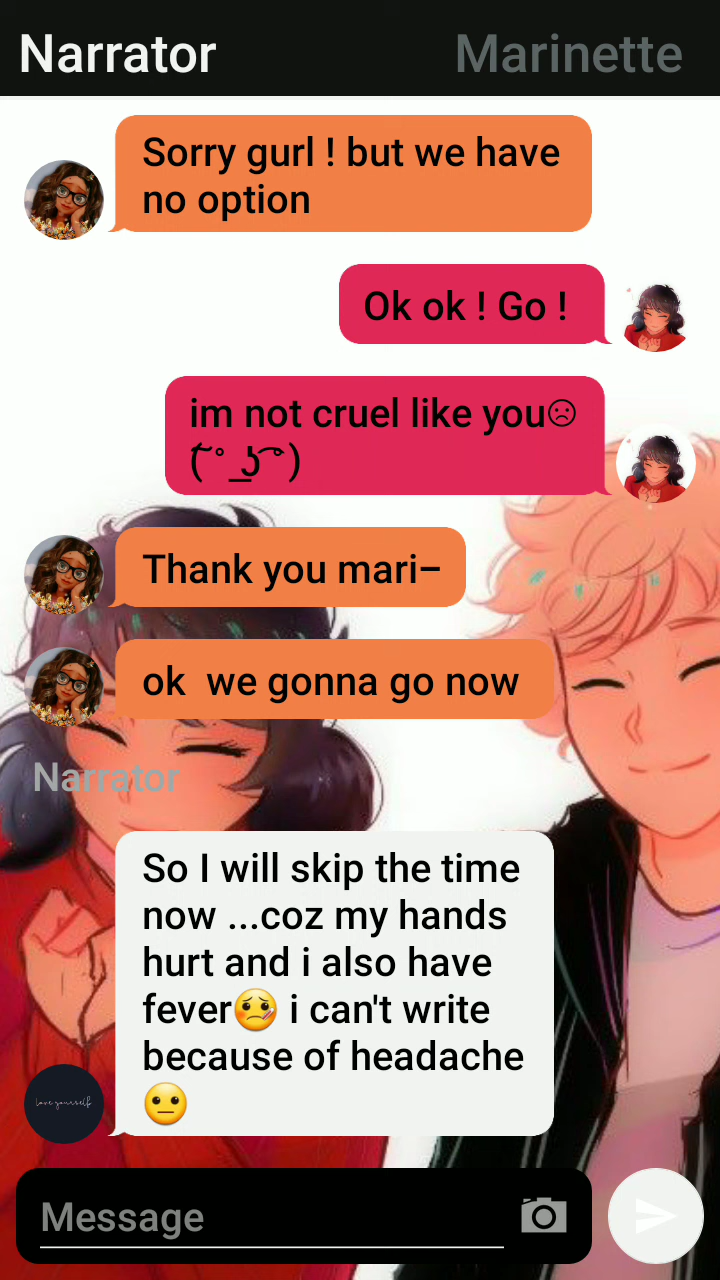 Narrator Marinette
Sorry gurl ! but we have
no option
Ok ok ! Go !
im not cruel like you☹
( ͡° ͜ʖ ͡°)
Thank you mari–
ok  we gonna go now
Narrator
So I will skip the time
now ...coz my hands
hurt and i also have
fever🤒 i can't write
because of headache
😐
love yourself
Message